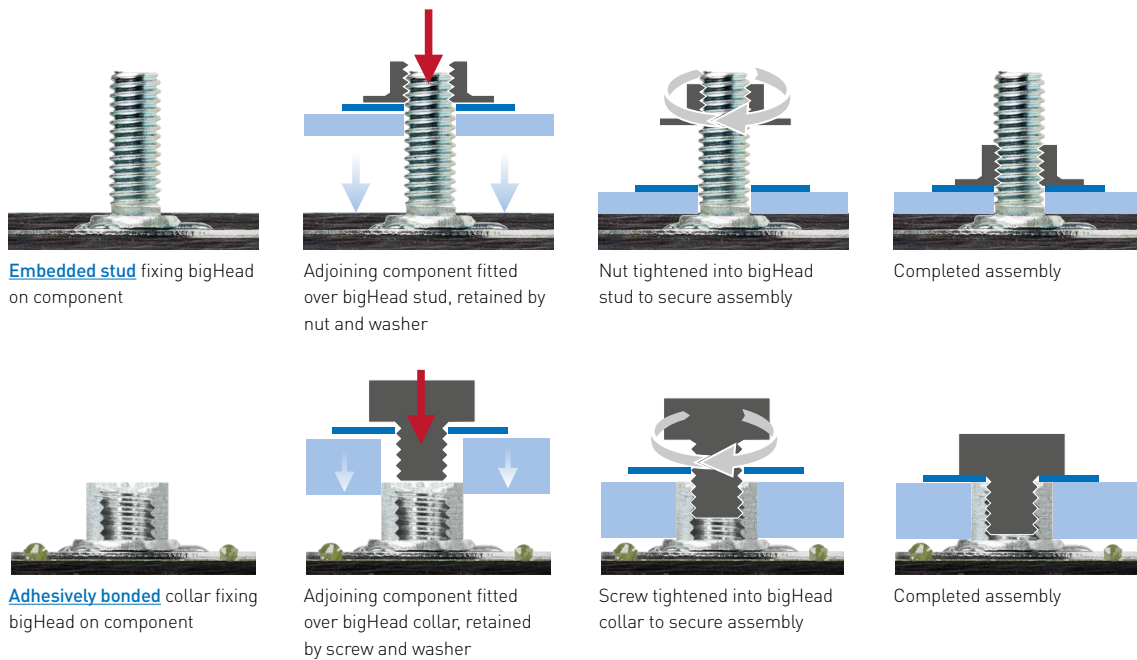 Embedded stud fixing bigHead
on component
Adjoining component fitted
over bigHead stud, retained by
nut and washer
Nut tightened into bigHead
stud to secure assembly
Completed assembly
Adhesively bonded collar fixing
bigHead on component
Adjoining component fitted
over bigHead collar, retained
by screw and washer
Screw tightened into bigHead
collar to secure assembly
Completed assembly